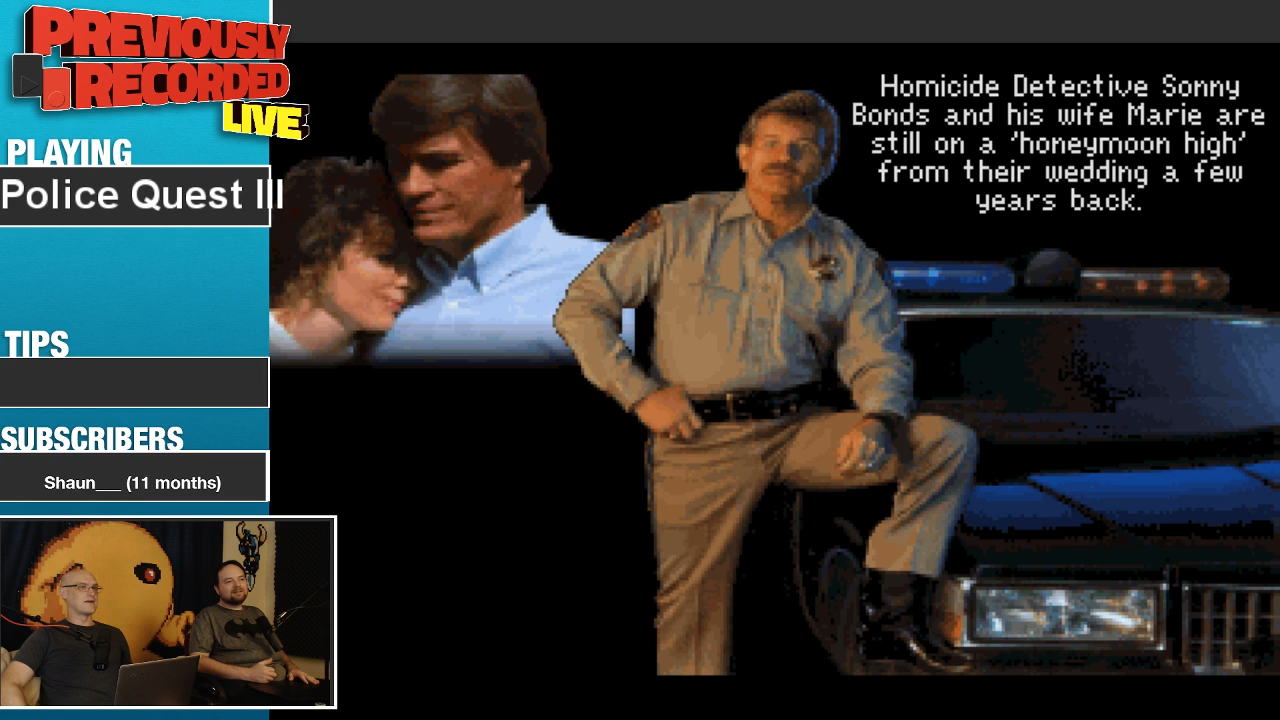 PREVIOUSLY
RECORDED
LIVE
PLAYING
Police Quest III
TIPS
SUBSCRIBERS
Shaun___ (11 months)
Homicide Detective Sonny
Bonds and his wife Marie are
still on a 'honeymoon high'
from their wedding a few
years back.